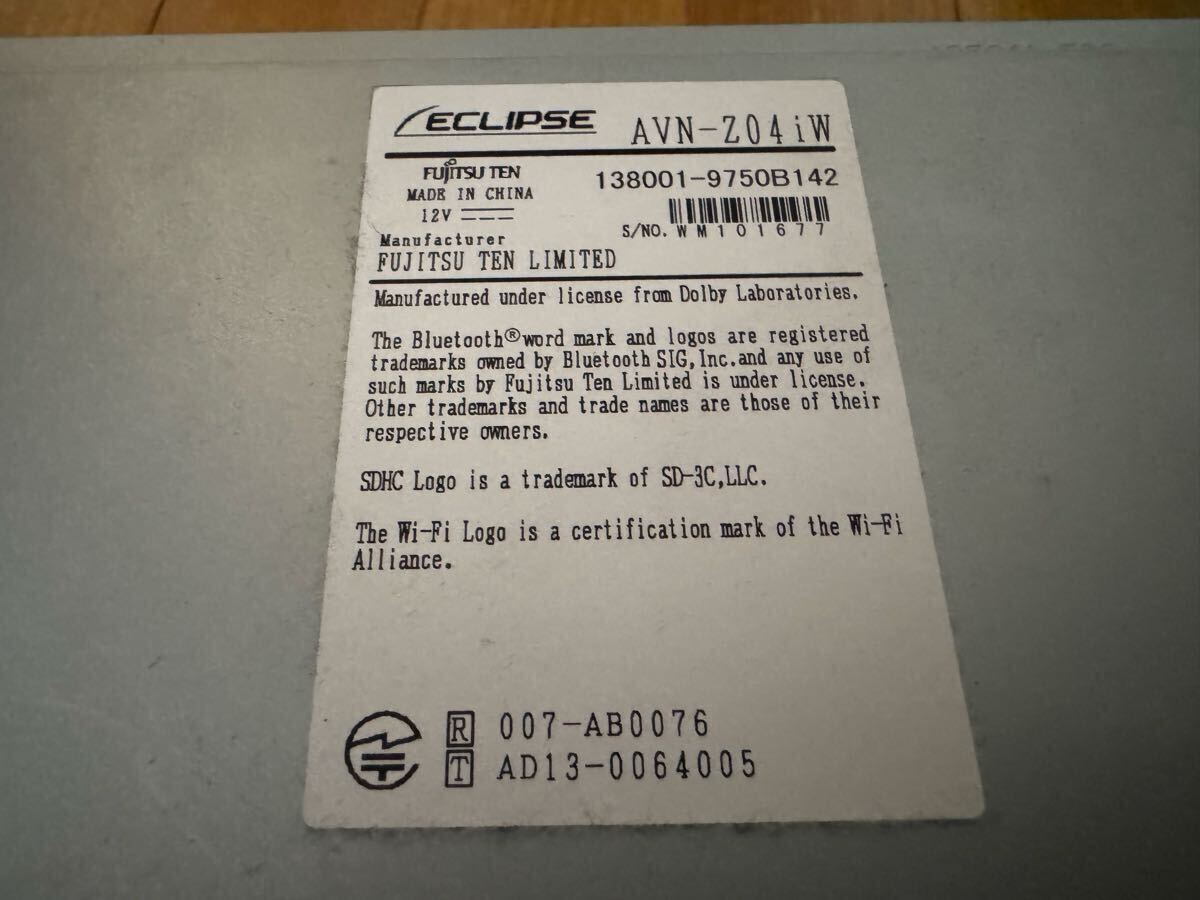 ECLIPSE AVN-Z04iW
FUJITSU TEN
MADE IN CHINA
12V
138001-9750B142
S/NO. WM101677
Manufacturer
FUJITSU TEN LIMITED
Manufactured under license from Dolby Laboratories.
The Bluetooth®word mark and logos are registered
trademarks owned by Bluetooth SIG,Inc.and any use of
such marks by Fujitsu Ten Limited is under license.
Other trademarks and trade names are those of their
respective owners.
SDHC Logo is a trademark of SD-3C,LLC.
The Wi-Fi Logo is a certification mark of the Wi-Fi
Alliance.
R 007-AB0076
T AD13-0064005